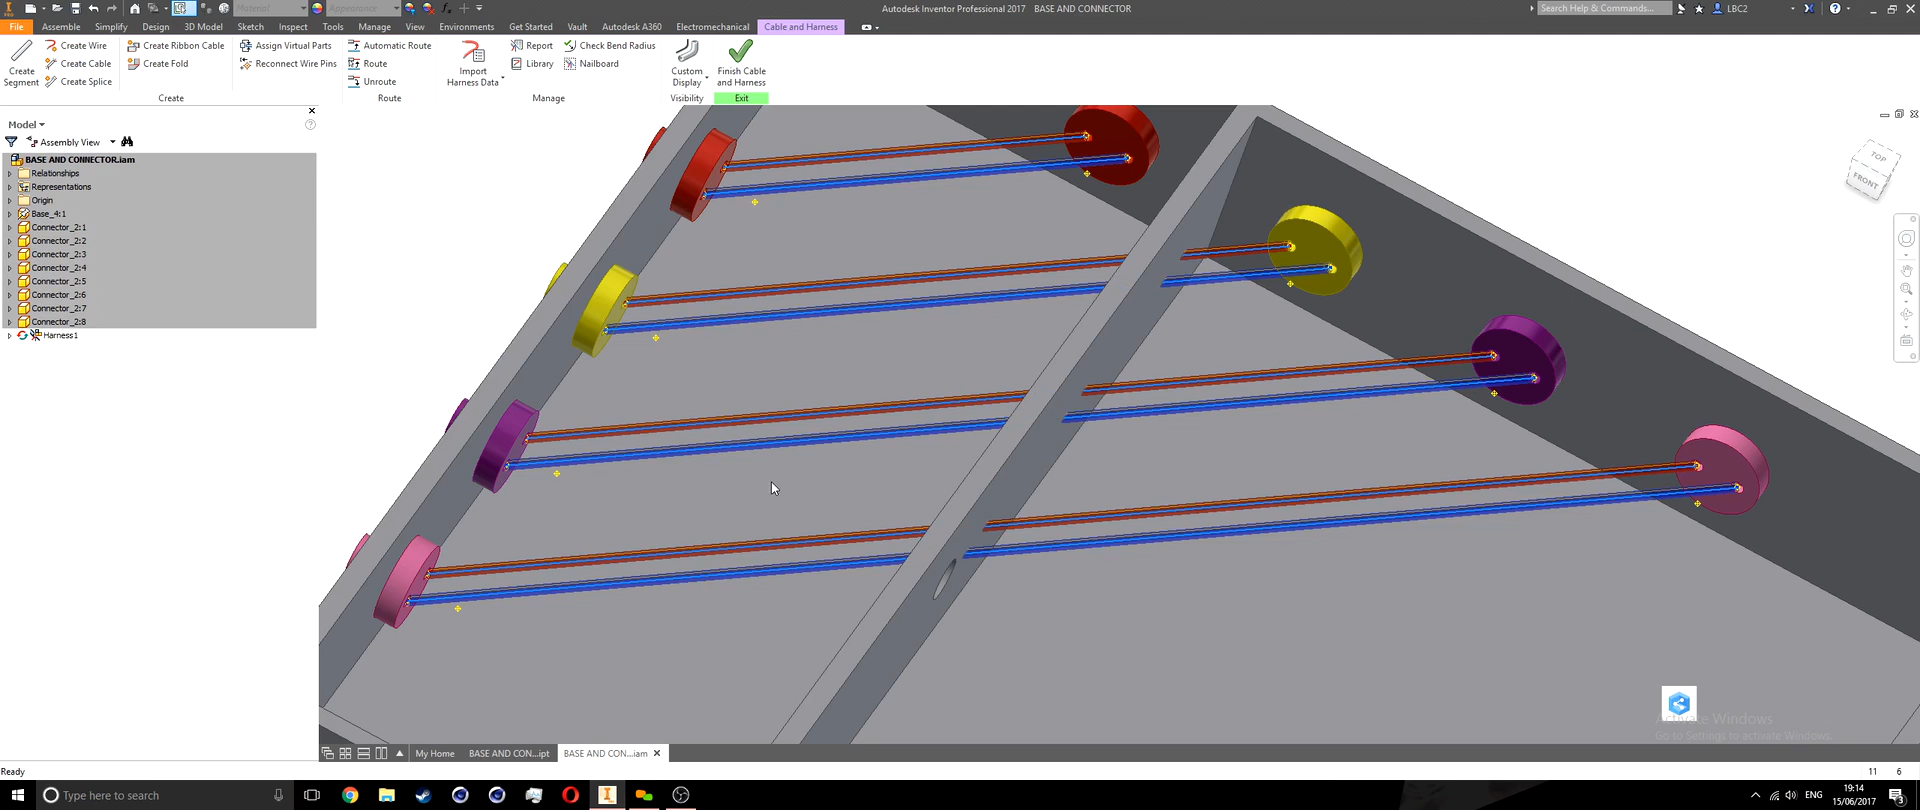 Material
Appearance
Autodesk Inventor Professional 2017 BASE AND CONNECTOR
Search Help & Commands...
LBC2
File Assembly Simplify Design 3D Model Sketch Inspect Tools Manage View Environments Get Started Vault Autodesk A360 Electromechanical Cable and Harness
Create Segment
Create Wire
Create Cable
Create Splice
Create Ribbon Cable
Create Fold
Create
Assign Virtual Parts
Reconnect Wire Pins
Automatic Route
Route
Unroute
Route
Import Harness Data
Report
Library
Check Bend Radius
Nailboard
Manage
Custom Display
Visibility
Finish Cable and Harness
Exit
Model
Assembly View
BASE AND CONNECTOR.iam
Relationships
Representations
Origin
Base_4:1
Connector_2:1
Connector_2:2
Connector_2:3
Connector_2:4
Connector_2:5
Connector_2:6
Connector_2:7
Connector_2:8
Harness1
TOP
FRONT
Activate Windows
Go to Settings to activate Windows.
My Home BASE AND CON...ipt BASE AND CON...iam
Ready
11 6
Type here to search
ENG
19:14
15/06/2017
3